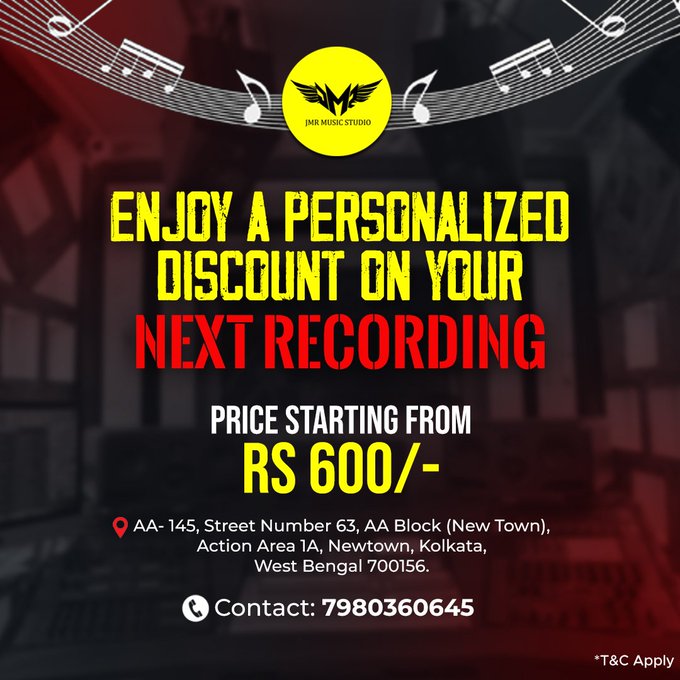 JMR
JMR MUSIC STUDIO
ENJOY A PERSONALIZED
DISCOUNT ON YOUR
NEXT RECORDING
PRICE STARTING FROM
RS 600/-
AA- 145, Street Number 63, AA Block (New Town),
Action Area 1A, Newtown, Kolkata,
West Bengal 700156.
Contact: 7980360645
*T&C Apply